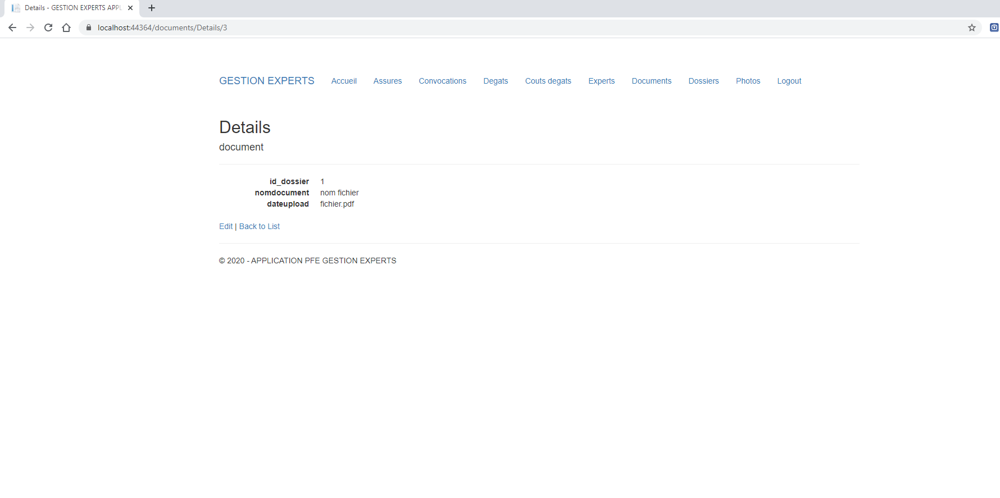 Details - GESTION EXPERTS APPL
localhost:44364/documents/Details/3
GESTION EXPERTS Accueil Assures Convocations Degats Couts degats Experts Documents Dossiers Photos Logout
Details
document
id_dossier 1
nomdocument nom fichier
dateupload fichier.pdf
Edit | Back to List
© 2020 - APPLICATION PFE GESTION EXPERTS